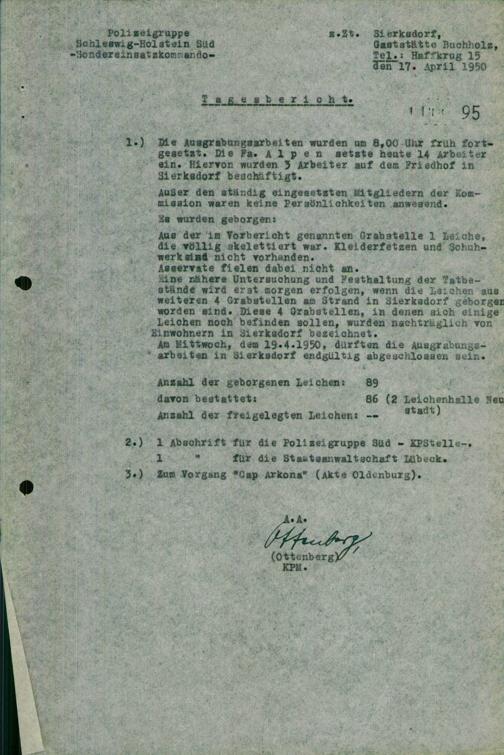 Polizeigruppe
Schleswig-Holstein Süd
-Sondereinsatzkommando-
z.Zt. Sierksdorf,
Gaststätte Buchholz,
Tel.: Haffkrug 15
den 17. April 1950
Tagesbericht.
95
1.) Die Ausgrabungsarbeiten wurden um 8,00 Uhr früh fort-
gesetzt. Die Fa. Alpen setzte heute 14 Arbeiter
ein. Hiervon wurden 3 Arbeiter auf dem Friedhof in
Sierksdorf beschäftigt.
Außer den ständig eingesetzten Mitgliedern der Kom-
mission waren keine Persönlichkeiten anwesend.
Es wurden geborgen:
Aus der im Vorbericht genannten Grabstelle 1 Leiche,
die völlig skelettiert war. Kleiderfetzen und Schuh-
werk sind nicht vorhanden.
Asservate fielen dabei nicht an.
Eine nähere Untersuchung und Festhaltung der Tatbe-
stände wird erst morgen erfolgen, wenn die Leichen aus
weiteren 4 Grabstellen am Strand in Sierksdorf geborgen
worden sind. Diese 4 Grabstellen, in denen sich einige
Leichen noch befinden sollen, wurden nachträglich von
Einwohnern in Sierksdorf bezeichnet.
Am Mittwoch, dem 19.4.1950, dürften die Ausgrabungs-
arbeiten in Sierksdorf endgültig abgeschlossen sein.
Anzahl der geborgenen Leichen: 89
davon bestattet: 86 (2 Leichenhalle Neu
stadt)
Anzahl der freigelegten Leichen: --
2.) 1 Abschrift für die Polizeigruppe Süd - KPStelle-.
1 " für die Staatsanwaltschaft Lübeck.
3.) Zum Vorgang "Cap Arkona" (Akte Oldenburg).
A.A.
Ottenberg,
(Ottenberg)
KPM.